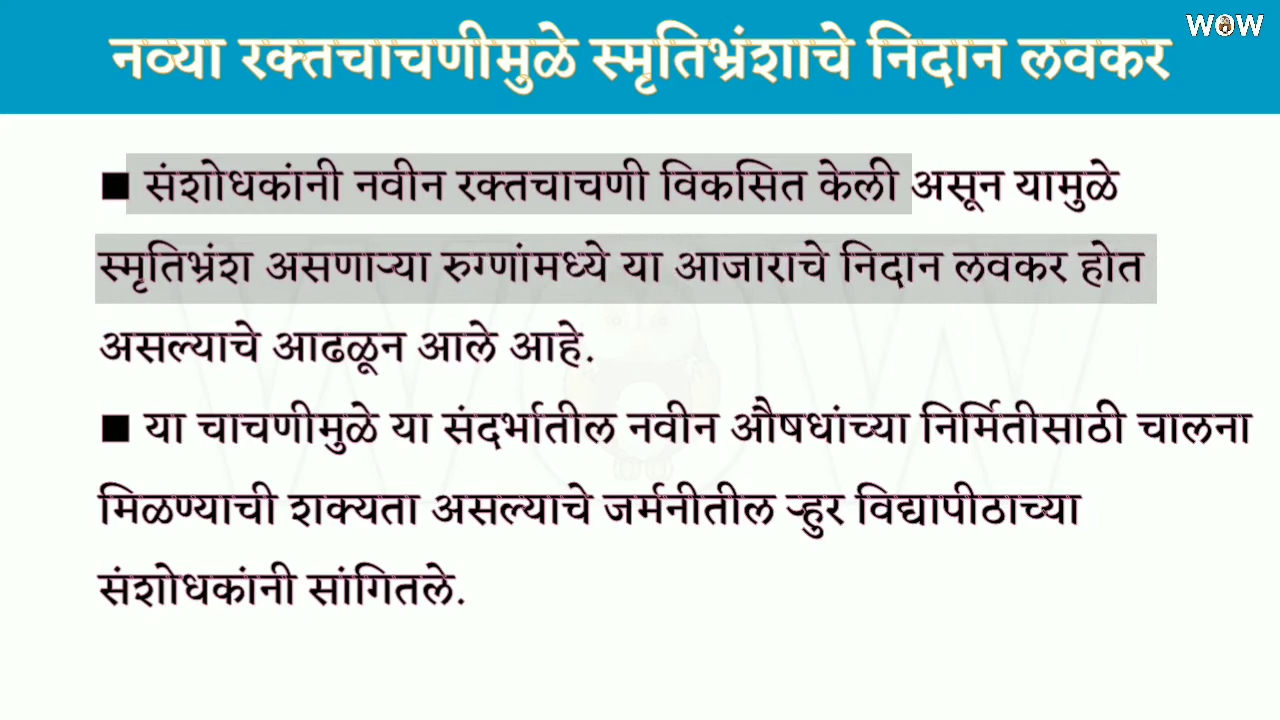 WOW
नव्या रक्तचाचणीमुळे स्मृतिभ्रंशाचे निदान लवकर
■ संशोधकांनी नवीन रक्तचाचणी विकसित केली असून यामुळे
स्मृतिभ्रंश असणाऱ्या रुग्णांमध्ये या आजाराचे निदान लवकर होत
असल्याचे आढळून आले आहे.
■ या चाचणीमुळे या संदर्भातील नवीन औषधांच्या निर्मितीसाठी चालना
मिळण्याची शक्यता असल्याचे जर्मनीतील ऱ्हुर विद्यापीठाच्या
संशोधकांनी सांगितले.